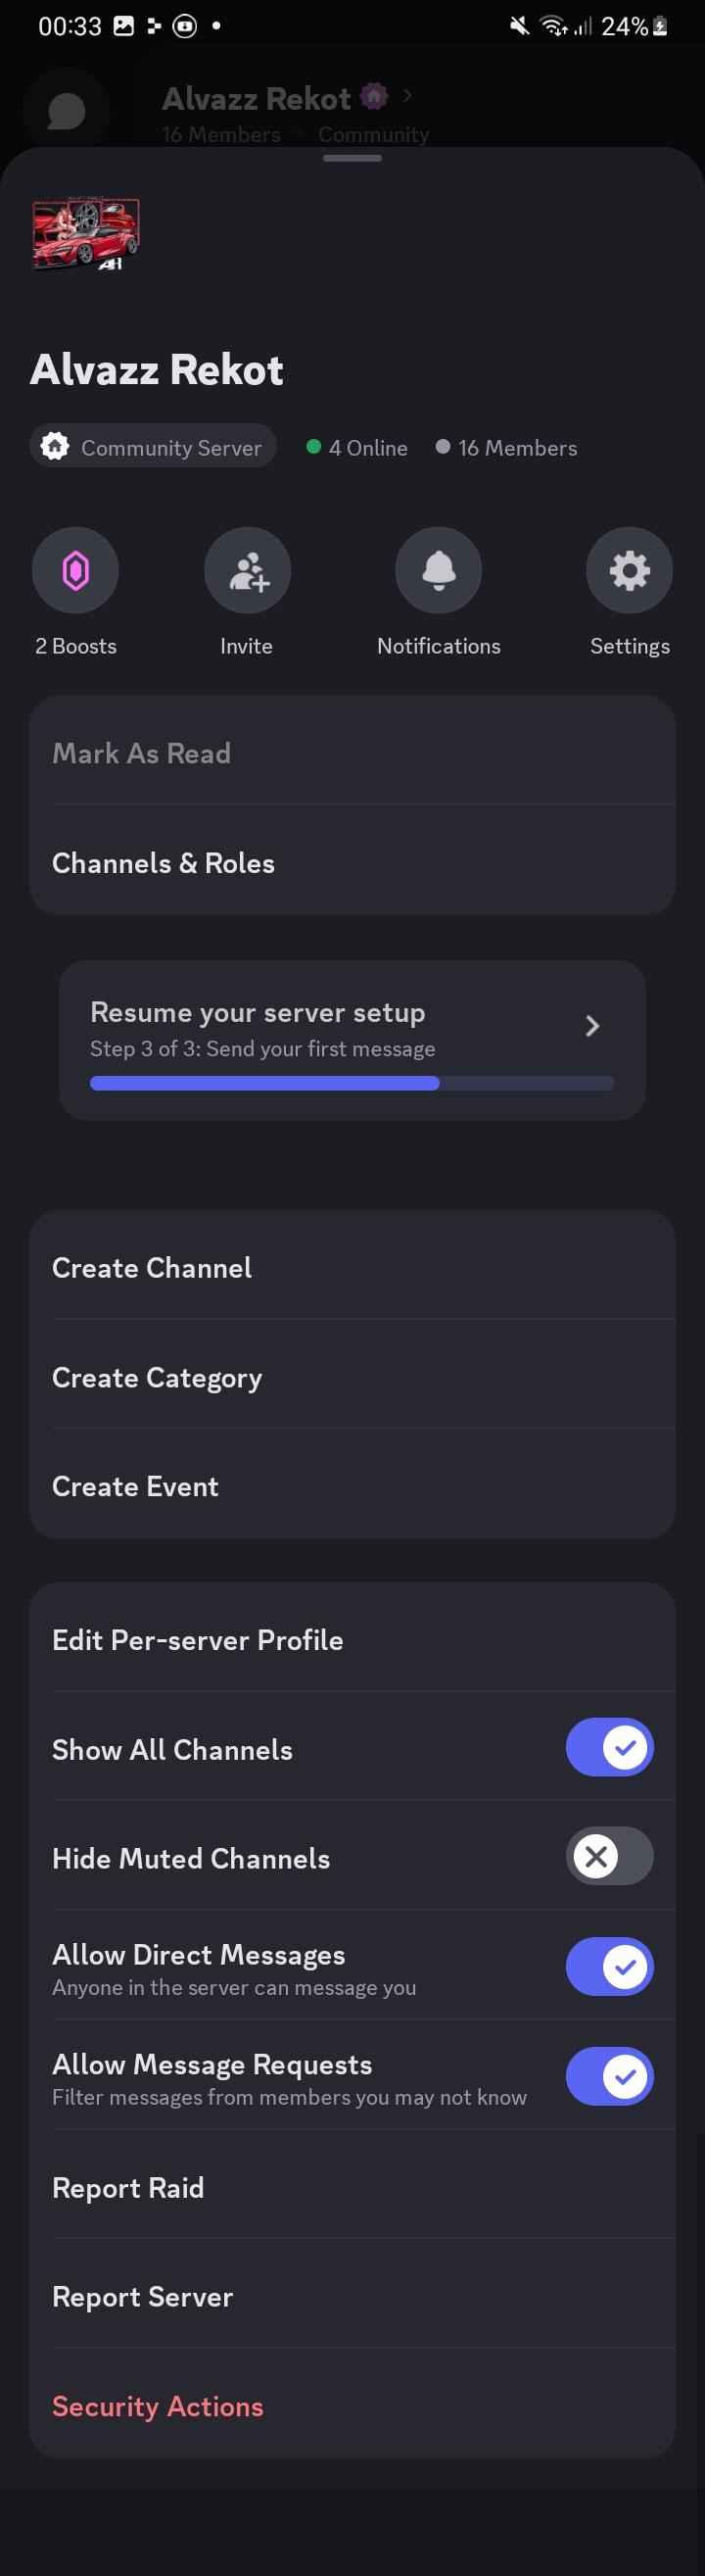 00:33
24%
Alvazz Rekot
16 Members • Community
Alvazz Rekot
Community Server
4 Online
16 Members
2 Boosts
Invite
Notifications
Settings
Mark As Read
Channels & Roles
Resume your server setup
Step 3 of 3: Send your first message
Create Channel
Create Category
Create Event
Edit Per-server Profile
Show All Channels
Hide Muted Channels
Allow Direct Messages
Anyone in the server can message you
Allow Message Requests
Filter messages from members you may not know
Report Raid
Report Server
Security Actions